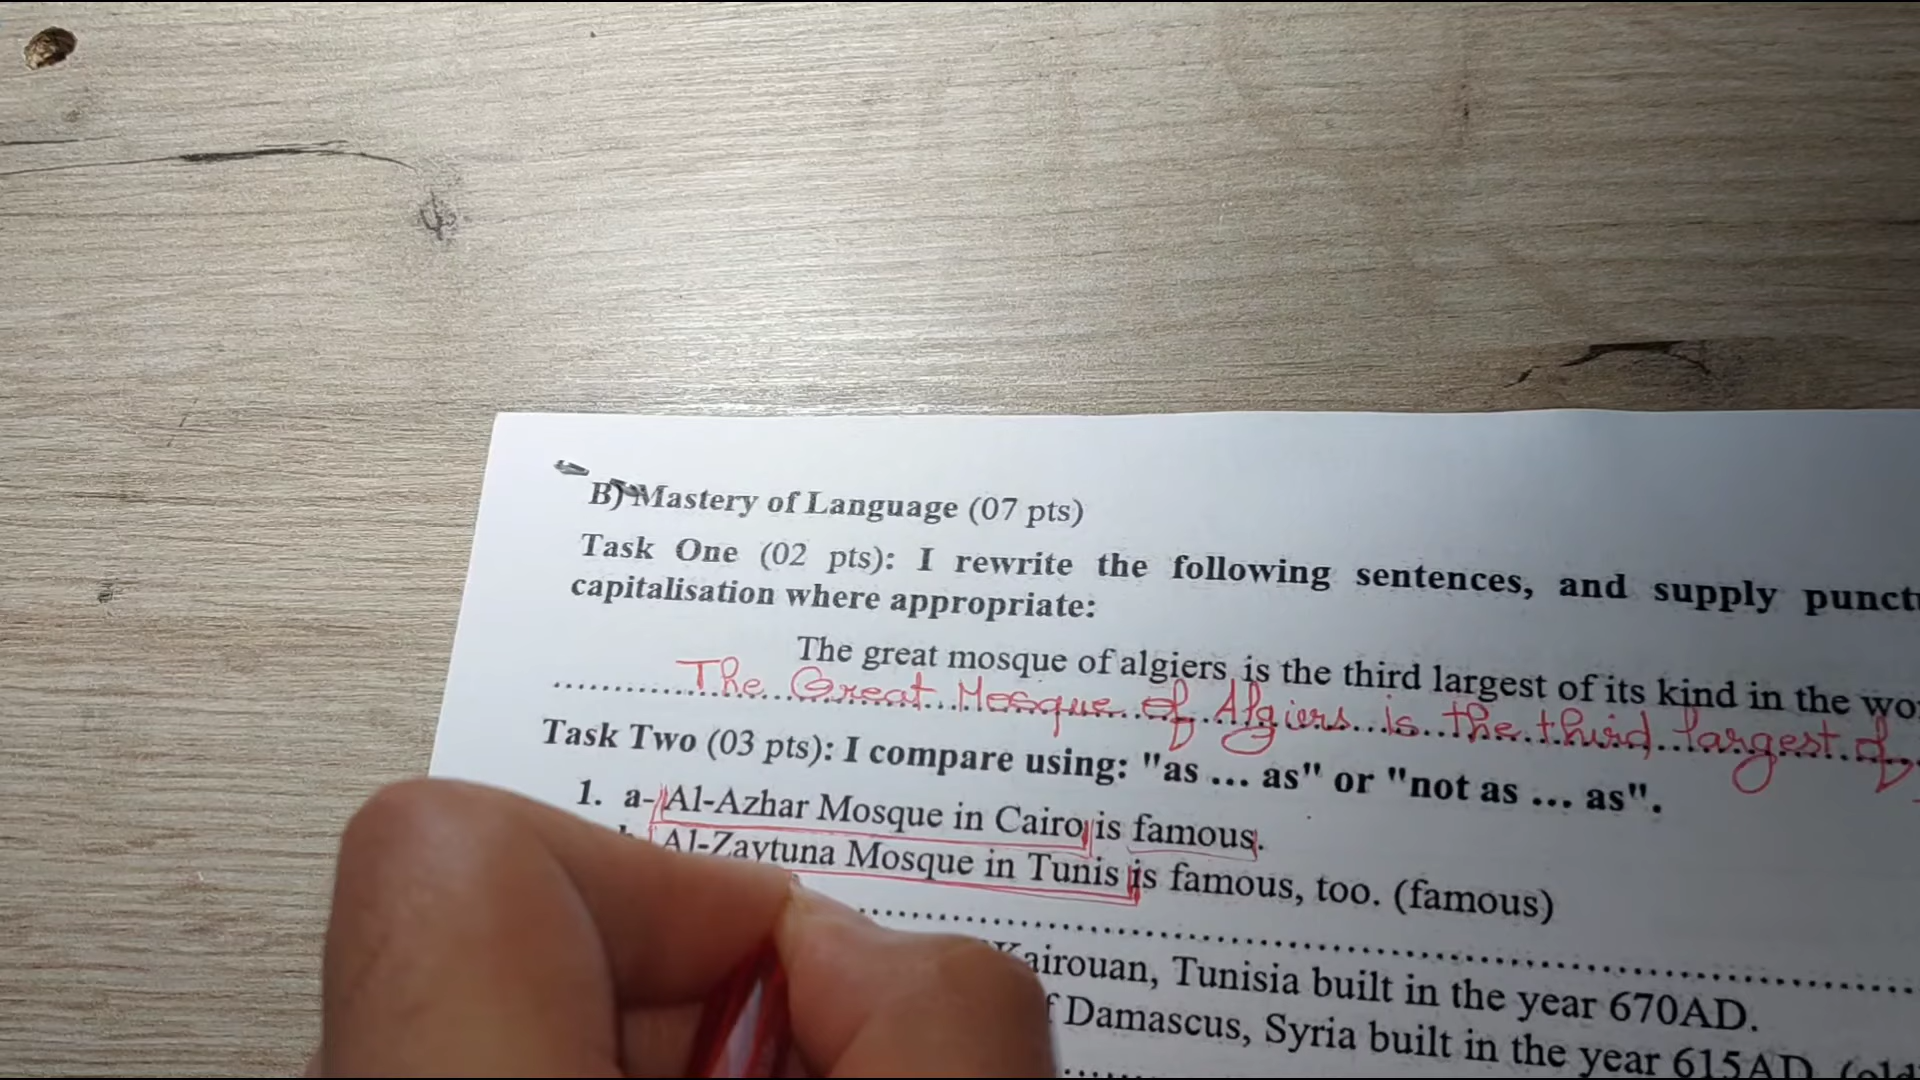 B) Mastery of Language (07 pts)
Task One (02 pts): I rewrite the following sentences, and supply
capitalisation where appropriate:
The great mosque of algiers is the third largest of its kind in the
The Great Mosque of Algiers is the third largest of
Task Two (03 pts): I compare using: "as ... as" or "not as ... as".
1. a- Al-Azhar Mosque in Cairo is famous.
Al-Zaytuna Mosque in Tunis is famous, too. (famous)
Kairouan, Tunisia built in the year 670AD.
Damascus, Syria built in the year 615AD.